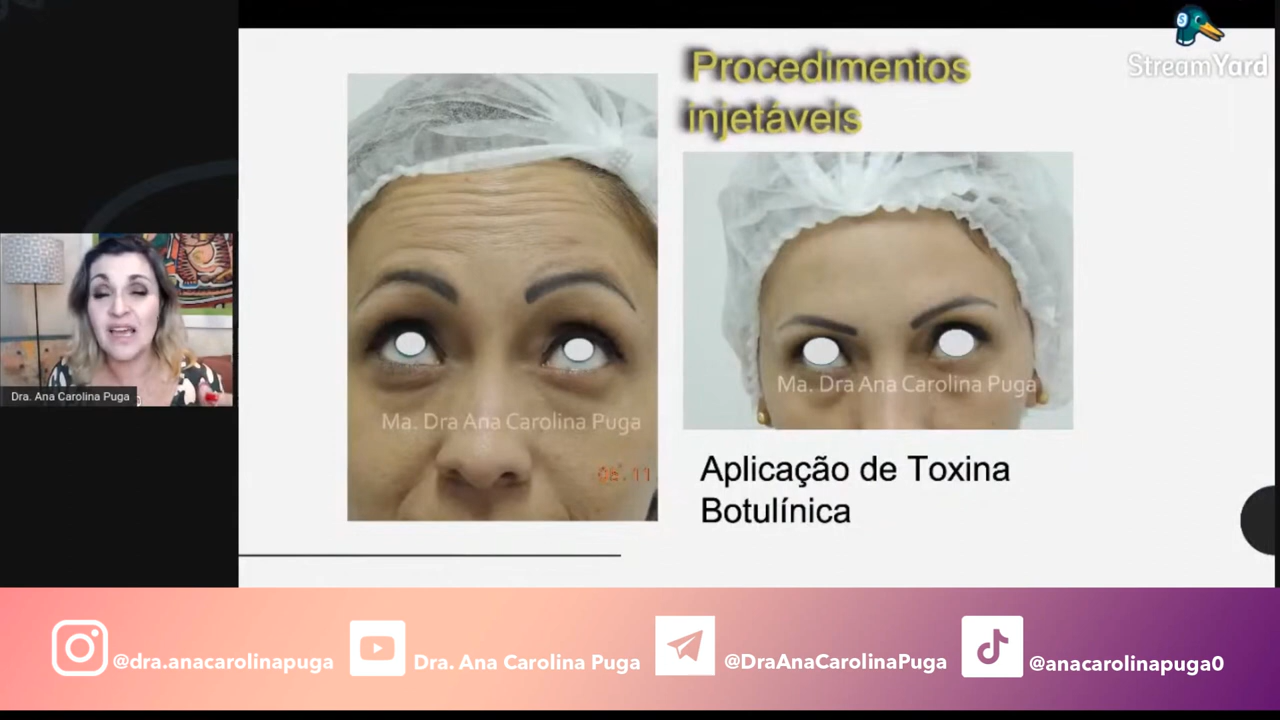 StreamYard
Procedimentos
injetáveis
Ma. Dra Ana Carolina Puga
Ma. Dra Ana Carolina Puga
Aplicação de Toxina
Botulínica
Dra. Ana Carolina Puga
@dra.anacarolinapuga
Dra. Ana Carolina Puga
@DraAnaCarolinaPuga
@anacarolinapuga0